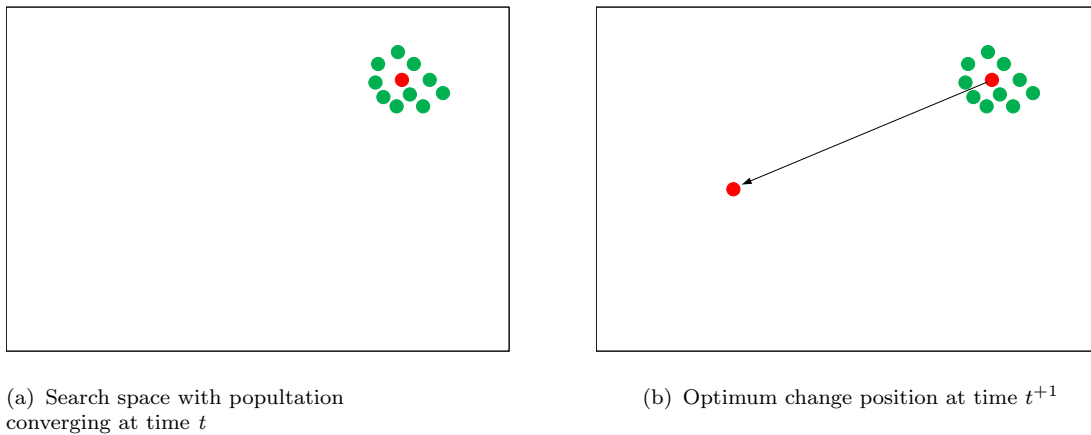 (a) Search space with popultation
converging at time t
(b) Optimum change position at time t+1